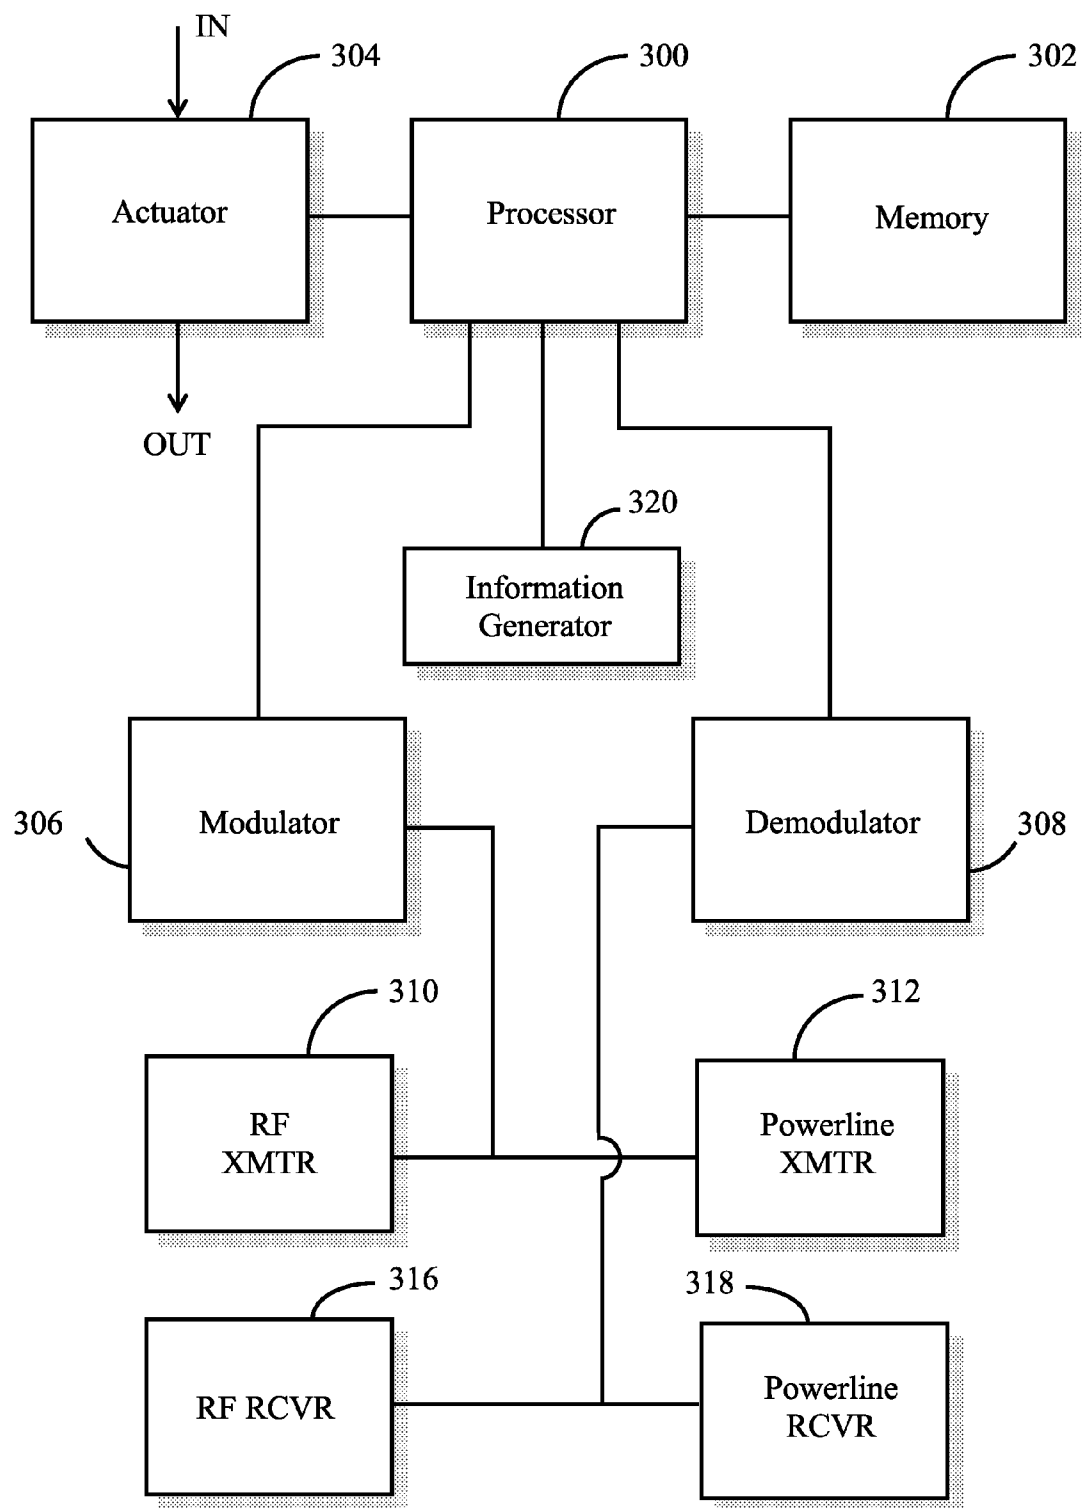 IN
304
300
302
Actuator
Processor
Memory
OUT
320
Information
Generator
306
Modulator
Demodulator
308
310
312
RF
XMTR
Powerline
XMTR
316
318
RF RCVR
Powerline
RCVR